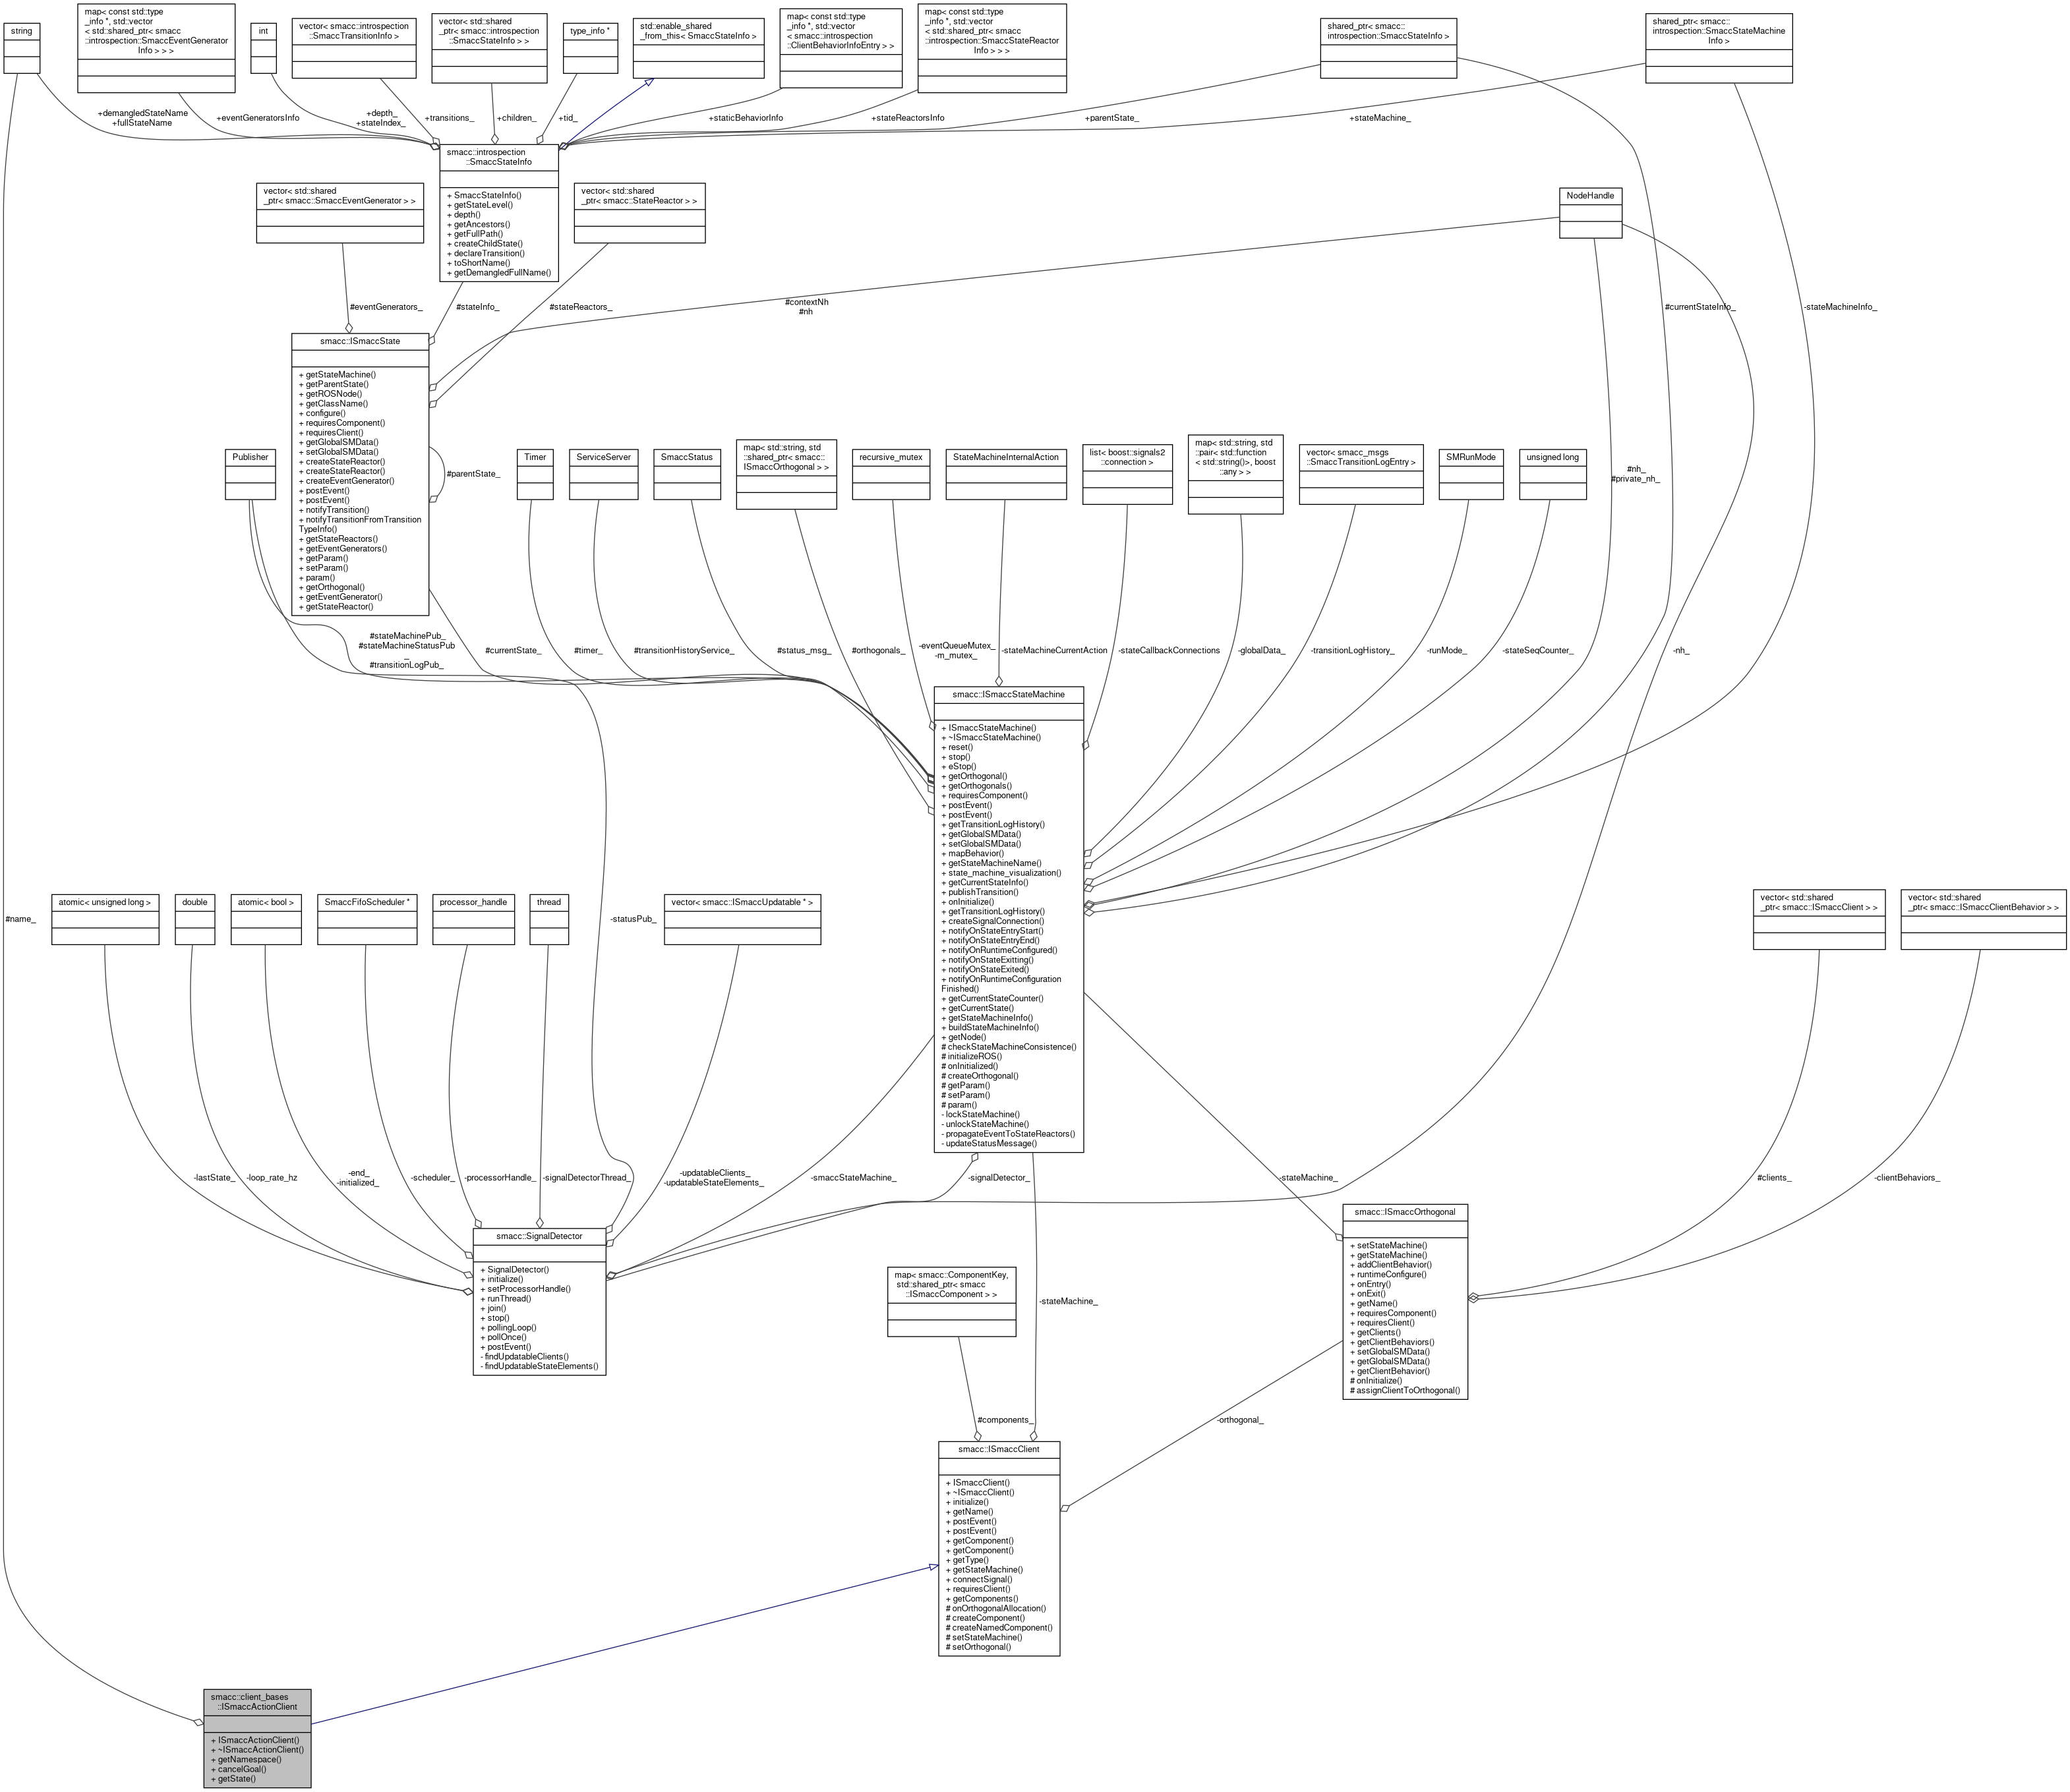 string
map< const std::type
_info *, std::vector
< std::shared_ptr< smacc
::introspection::SmaccEventGenerator
Info > > >
int
vector< smacc::introspection
::SmaccTransitionInfo >
vector< std::shared
_ptr< smacc::introspection
::SmaccStateInfo > >
type_info *
std::enable_shared
_from_this< SmaccStateInfo >
map< const std::type
_info *, std::vector
< smacc::introspection
::ClientBehaviorInfoEntry > >
map< const std::type
_info *, std::vector
< std::shared_ptr< smacc
::introspection::SmaccStateReactor
Info > > >
shared_ptr< smacc::
introspection::SmaccStateInfo >
shared_ptr< smacc::
introspection::SmaccStateMachine
Info >
+demangledStateName
+fullStateName
+eventGeneratorsInfo
+depth_
+stateIndex_
+transitions_
+children_
+tid_
+staticBehaviorInfo
+stateReactorsInfo
+parentState_
+stateMachine_
smacc::introspection
::SmaccStateInfo
+ SmaccStateInfo()
+ getStateLevel()
+ depth()
+ getAncestors()
+ getFullPath()
+ createChildState()
+ declareTransition()
+ toShortName()
+ getDemangledFullName()
vector< std::shared
_ptr< smacc::SmaccEventGenerator > >
vector< std::shared
_ptr< smacc::StateReactor > >
NodeHandle
#eventGenerators_
#stateInfo_
#stateReactors_
#contextNh
#nh
#currentStateInfo_
-stateMachineInfo_
smacc::ISmaccState
+ getStateMachine()
+ getParentState()
+ getROSNode()
+ getClassName()
+ configure()
+ requiresComponent()
+ requiresClient()
+ getGlobalSMData()
+ setGlobalSMData()
+ createStateReactor()
+ createStateReactor()
+ createEventGenerator()
+ postEvent()
+ postEvent()
+ notifyTransition()
+ notifyTransitionFromTransition
TypeInfo()
+ getStateReactors()
+ getEventGenerators()
+ getParam()
+ setParam()
+ param()
+ getOrthogonal()
+ getEventGenerator()
+ getStateReactor()
#parentState_
Publisher
Timer
ServiceServer
SmaccStatus
map< std::string, std
::shared_ptr< smacc::
ISmaccOrthogonal > >
recursive_mutex
StateMachineInternalAction
list< boost::signals2
::connection >
map< std::string, std
::pair< std::function
< std::string()>, boost
::any > >
vector< smacc_msgs
::SmaccTransitionLogEntry >
SMRunMode
unsigned long
#nh_
#private_nh_
#stateMachinePub_
#stateMachineStatusPub
_
#transitionLogPub_
#currentState_
#timer_
#transitionHistoryService_
#status_msg_
#orthogonals_
-eventQueueMutex_
-m_mutex_
-stateMachineCurrentAction
-stateCallbackConnections
-globalData_
-transitionLogHistory_
-runMode_
-stateSeqCounter_
-nh_
smacc::ISmaccStateMachine
+ ISmaccStateMachine()
+ ~ISmaccStateMachine()
+ reset()
+ stop()
+ eStop()
+ getOrthogonal()
+ getOrthogonals()
+ requiresComponent()
+ postEvent()
+ postEvent()
+ getTransitionLogHistory()
+ getGlobalSMData()
+ setGlobalSMData()
+ mapBehavior()
+ getStateMachineName()
+ state_machine_visualization()
+ getCurrentStateInfo()
+ publishTransition()
+ onInitialize()
+ getTransitionLogHistory()
+ createSignalConnection()
+ notifyOnStateEntryStart()
+ notifyOnStateEntryEnd()
+ notifyOnRuntimeConfigured()
+ notifyOnStateExitting()
+ notifyOnStateExited()
+ notifyOnRuntimeConfiguration
Finished()
+ getCurrentStateCounter()
+ getCurrentState()
+ getStateMachineInfo()
+ buildStateMachineInfo()
+ getNode()
# checkStateMachineConsistence()
# initializeROS()
# onInitialized()
# createOrthogonal()
# getParam()
# setParam()
# param()
- lockStateMachine()
- unlockStateMachine()
- propagateEventToStateReactors()
- updateStatusMessage()
#name_
atomic< unsigned long >
double
atomic< bool >
SmaccFifoScheduler *
processor_handle
thread
-statusPub_
vector< smacc::ISmaccUpdatable * >
vector< std::shared
_ptr< smacc::ISmaccClient > >
vector< std::shared
_ptr< smacc::ISmaccClientBehavior > >
-lastState_
-loop_rate_hz
-end_
-initialized_
-scheduler_
-processorHandle_
-signalDetectorThread_
-updatableClients_
-updatableStateElements_
-smaccStateMachine_
-signalDetector_
-stateMachine_
#clients_
-clientBehaviors_
smacc::SignalDetector
+ SignalDetector()
+ initialize()
+ setProcessorHandle()
+ runThread()
+ join()
+ stop()
+ pollingLoop()
+ pollOnce()
+ postEvent()
- findUpdatableClients()
- findUpdatableStateElements()
smacc::ISmaccOrthogonal
+ setStateMachine()
+ getStateMachine()
+ addClientBehavior()
+ runtimeConfigure()
+ onEntry()
+ onExit()
+ getName()
+ requiresComponent()
+ requiresClient()
+ getClients()
+ getClientBehaviors()
+ setGlobalSMData()
+ getGlobalSMData()
+ getClientBehavior()
# onInitialize()
# assignClientToOrthogonal()
map< smacc::ComponentKey,
std::shared_ptr< smacc
::ISmaccComponent > >
-stateMachine_
#components_
-orthogonal_
smacc::ISmaccClient
+ ISmaccClient()
+ ~ISmaccClient()
+ initialize()
+ getName()
+ postEvent()
+ postEvent()
+ getComponent()
+ getComponent()
+ getType()
+ getStateMachine()
+ connectSignal()
+ requiresClient()
+ getComponents()
# onOrthogonalAllocation()
# createComponent()
# createNamedComponent()
# setStateMachine()
# setOrthogonal()
smacc::client_bases
::ISmaccActionClient
+ ISmaccActionClient()
+ ~ISmaccActionClient()
+ getNamespace()
+ cancelGoal()
+ getState()